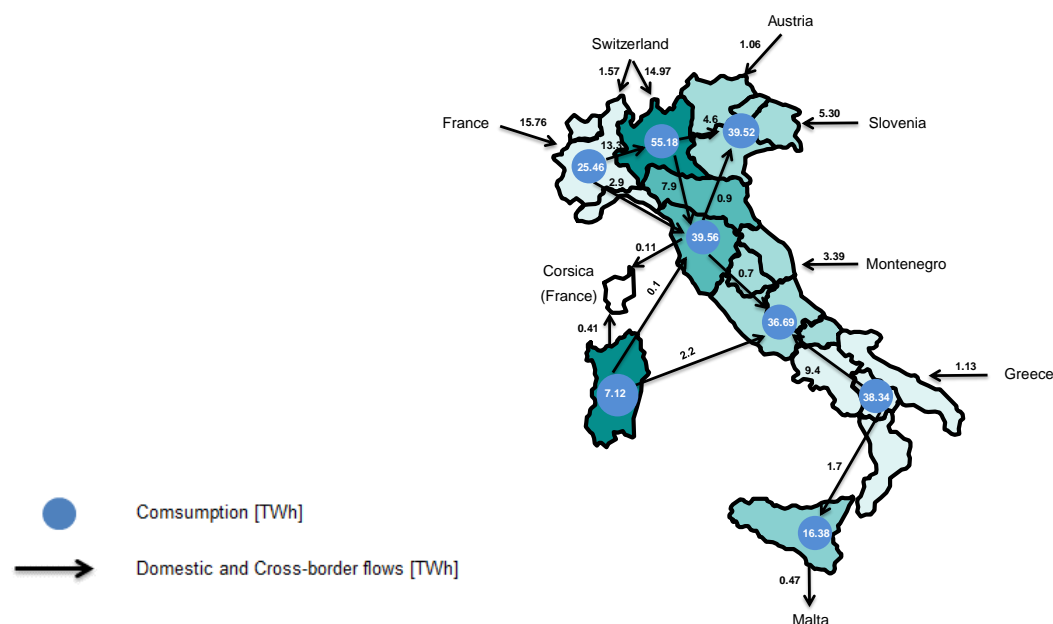 Austria
Switzerland
1.06
1.57
14.97
France
15.76
4.6
5.30
Slovenia
39.52
55.18
13.3
25.46
2.9
7.9
0.9
39.56
0.11
3.39
Montenegro
Corsica
(France)
0.7
0.1
36.69
0.41
2.2
9.4
1.13
Greece
7.12
38.34
1.7
Comsumption [TWh]
16.38
Domestic and Cross-border flows [TWh]
0.47
Malta